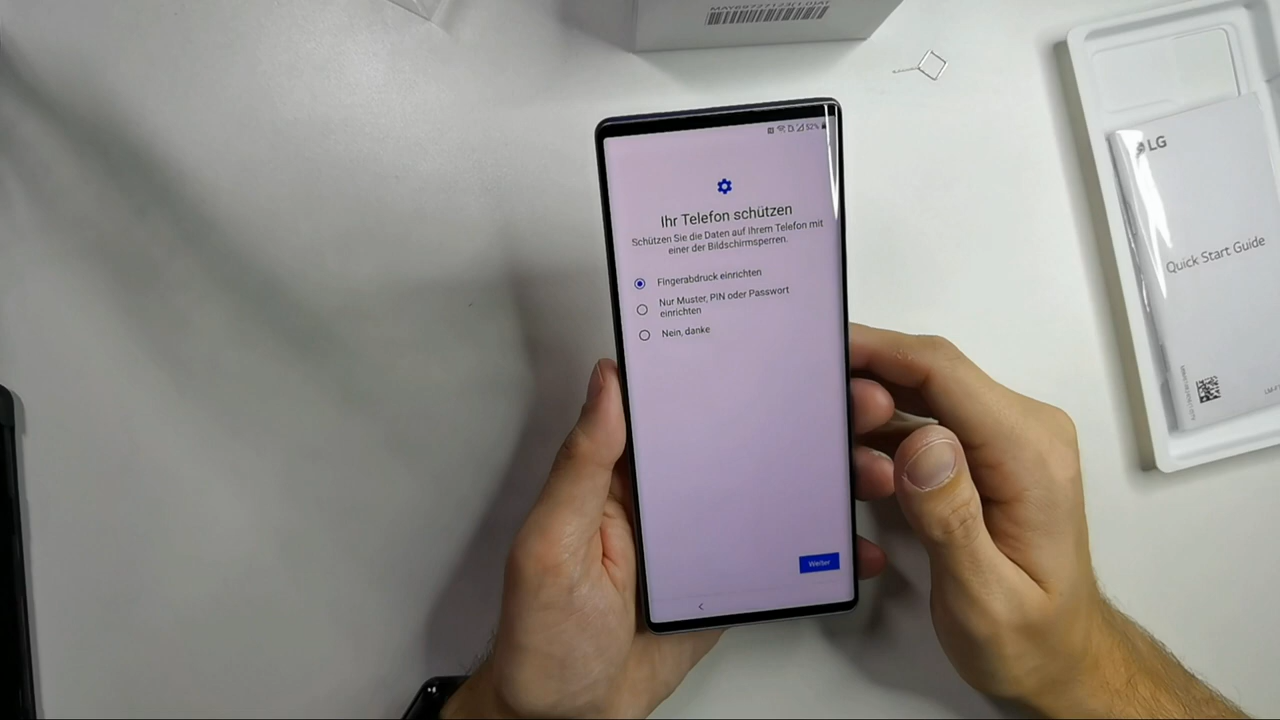 52%
Ihr Telefon schützen
Schützen Sie die Daten auf Ihrem Telefon mit
einer der Bildschirmsperren.
Fingerabdruck einrichten
Nur Muster, PIN oder Passwort
einrichten
Nein, danke
Weiter
LG
Quick Start Guide